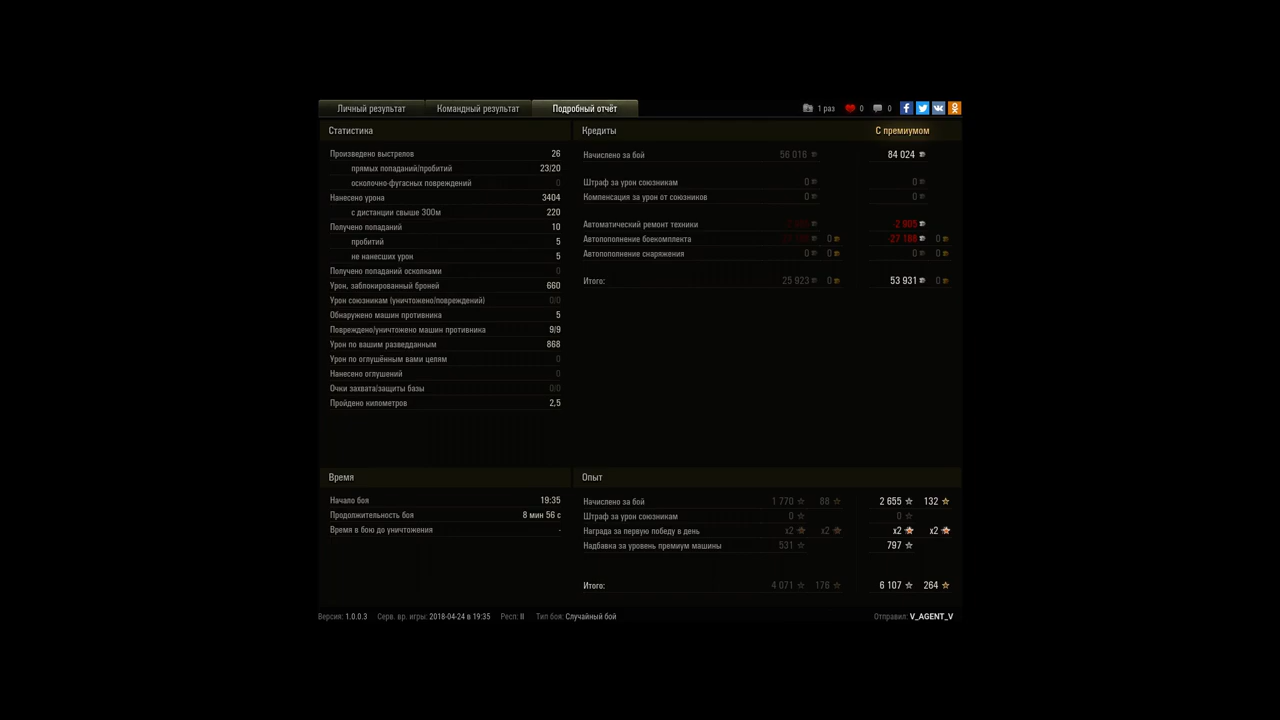 Личный результат Командный результат Подробный отчёт 1 раз 0 0
Статистика
Произведено выстрелов 26
прямых попаданий/пробитий 23/20
осколочно-фугасных повреждений 0
Нанесено урона 3404
с дистанции свыше 300м 220
Получено попаданий 10
пробитий 5
не нанесших урон 5
Получено попаданий осколками 0
Урон, заблокированный броней 660
Урон союзникам (уничтожено/повреждений) 0/0
Обнаружено машин противника 5
Повреждено/уничтожено машин противника 9/9
Урон по вашим разведданным 868
Урон по оглушённым вами целям 0
Нанесено оглушений 0
Очки захвата/защиты базы 0/0
Пройдено километров 2,5
Кредиты С премиумом
Начислено за бой 56 016 84 024
Штраф за урон союзникам 0 0
Компенсация за урон от союзников 0 0
Автоматический ремонт техники -2 905
Автопополнение боекомплекта 0 -27 188 0
Автопополнение снаряжения 0 0 0 0
Итого: 25 923 0 53 931 0
Время
Начало боя 19:35
Продолжительность боя 8 мин 56 с
Время в бою до уничтожения -
Опыт
Начислено за бой 1 770 88 2 655 132
Штраф за урон союзникам 0 0
Награда за первую победу в день x2 x2 x2 x2
Надбавка за уровень премиум машины 531 797
Итого: 4 071 176 6 107 264
Версия: 1.0.0.3 Серв. вр. игры: 2018-04-24 в 19:35 Респ: II Тип боя: Случайный бой Отправил: V_AGENT_V